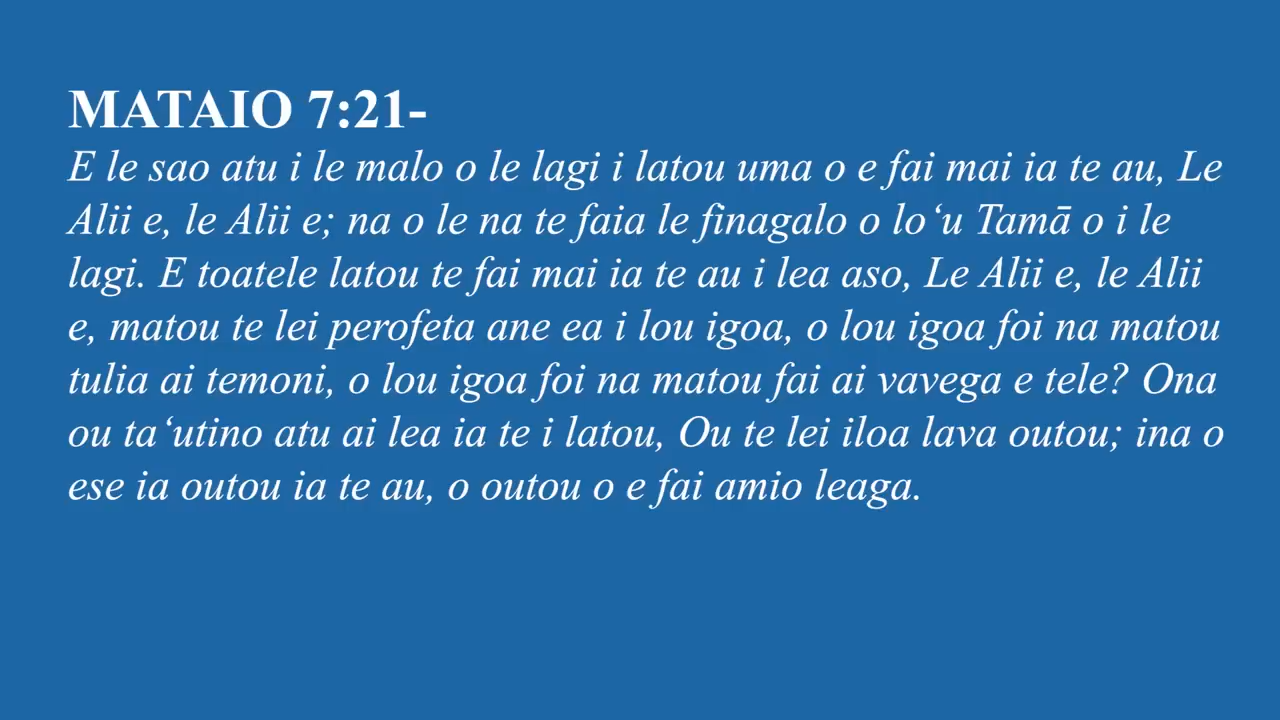 MATAIO 7:21-
E le sao atu i le malo o le lagi i latou uma o e fai mai ia te au, Le
Alii e, le Alii e; na o le na te faia le finagalo o lo‘u Tamā o i le
lagi. E toatele latou te fai mai ia te au i lea aso, Le Alii e, le Alii
e, matou te lei perofeta ane ea i lou igoa, o lou igoa foi na matou
tulia ai temoni, o lou igoa foi na matou fai ai vavega e tele? Ona
ou ta‘utino atu ai lea ia te i latou, Ou te lei iloa lava outou; ina o
ese ia outou ia te au, o outou o e fai amio leaga.